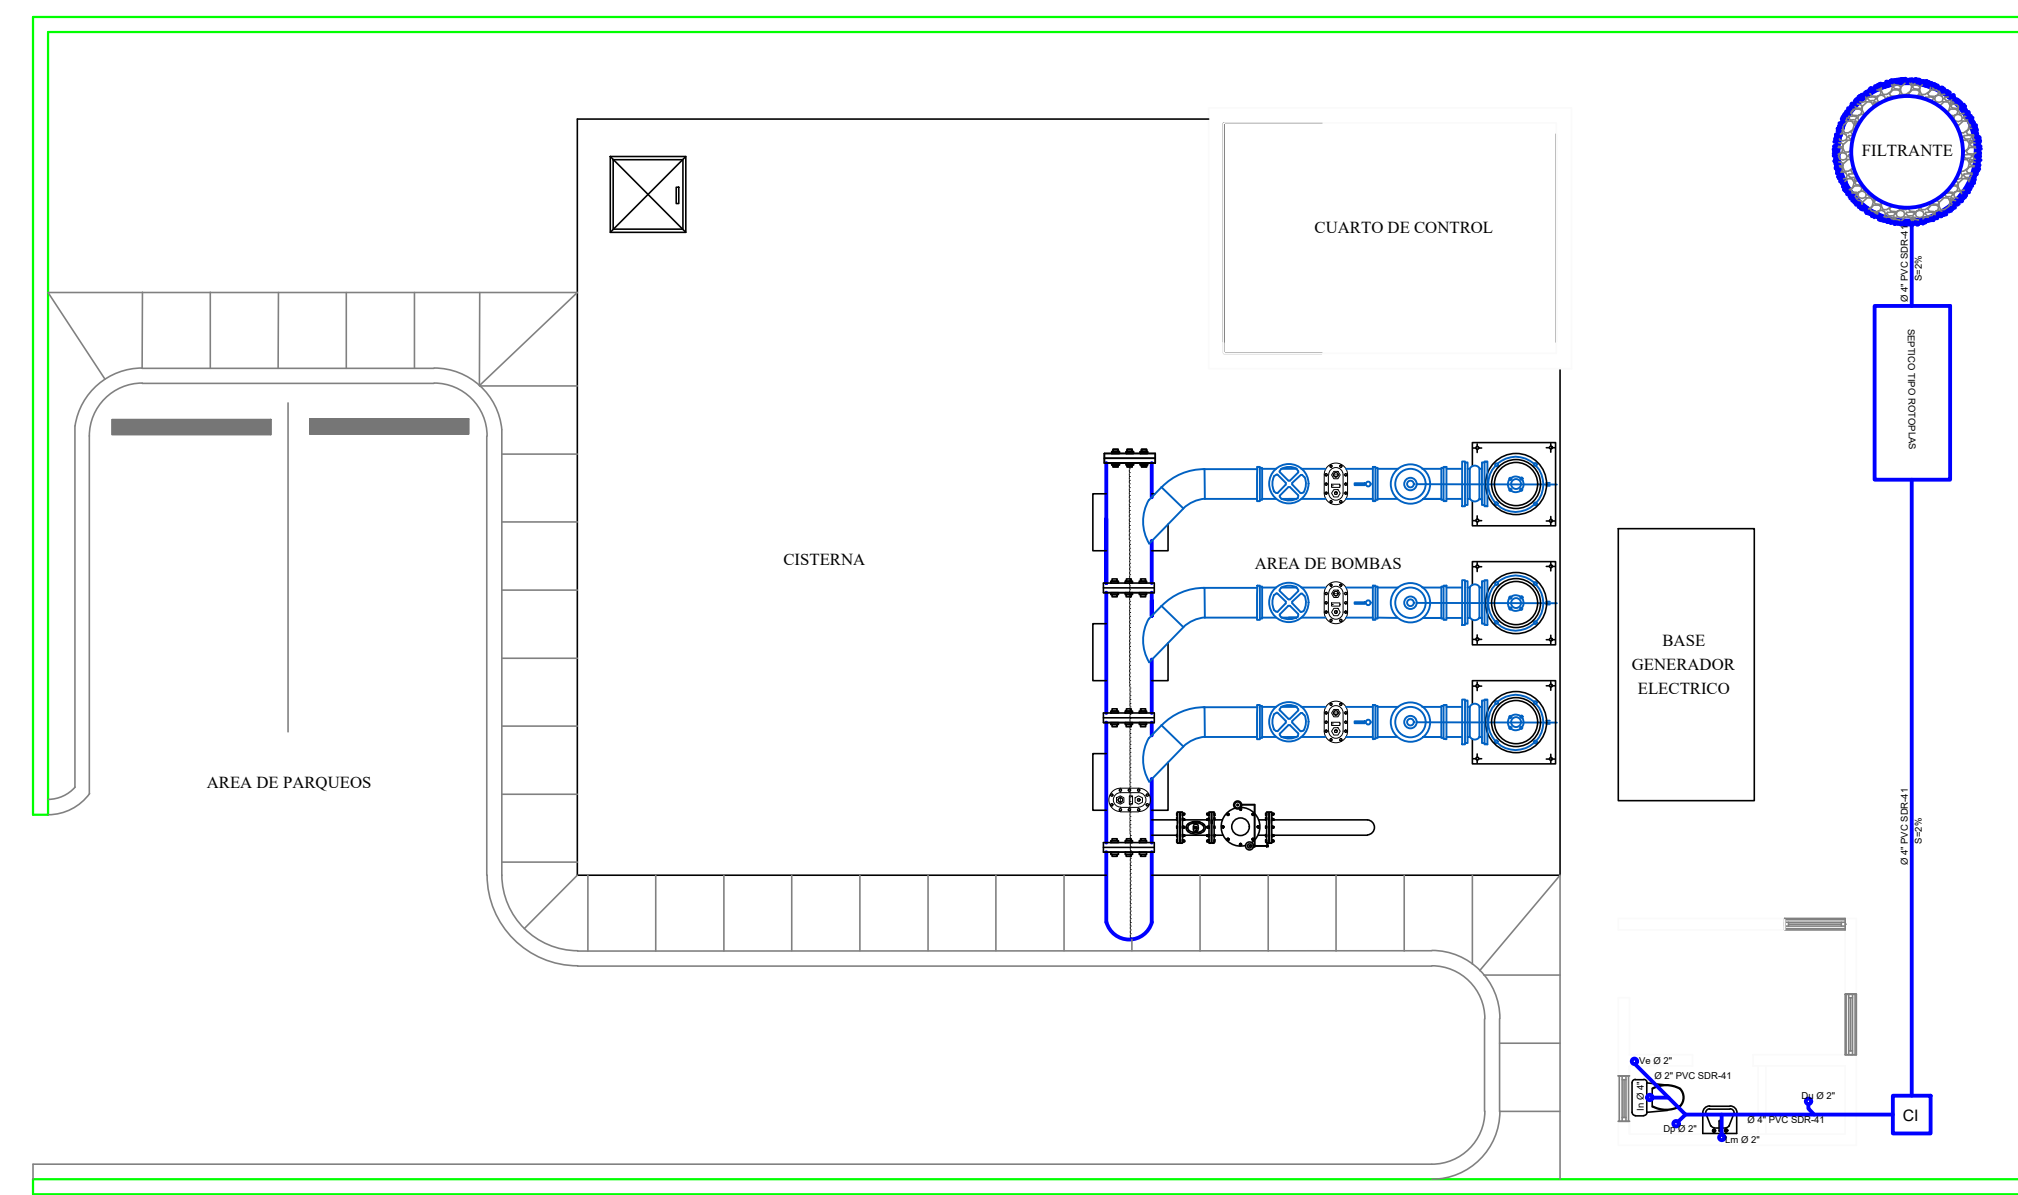 FILTRANTE
CUARTO DE CONTROL
Ø 4" PVC SDR-41
S=2%
SEPTICO TIPO ROTOPLAS
CISTERNA
AREA DE BOMBAS
BASE
GENERADOR
ELECTRICO
AREA DE PARQUEOS
Ø 4" PVC SDR-41
S=2%
Ve Ø 2"
Ø 2" PVC SDR-41
In Ø 4"
Du Ø 2"
Ø 4" PVC SDR-41
CI
Dp Ø 2"
Lm Ø 2"